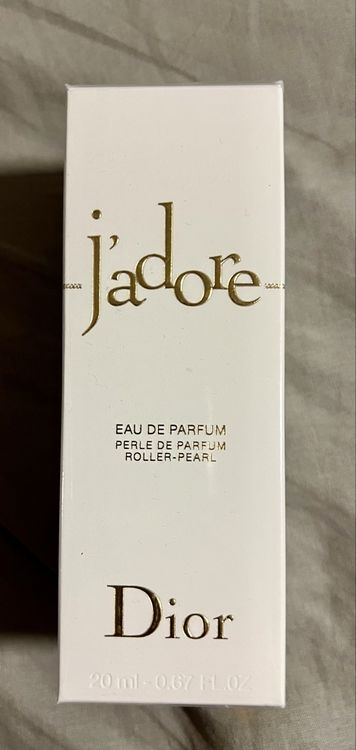 j'adore
EAU DE PARFUM
PERLE DE PARFUM
ROLLER-PEARL
Dior
20 ml - 0.67 FL.OZ